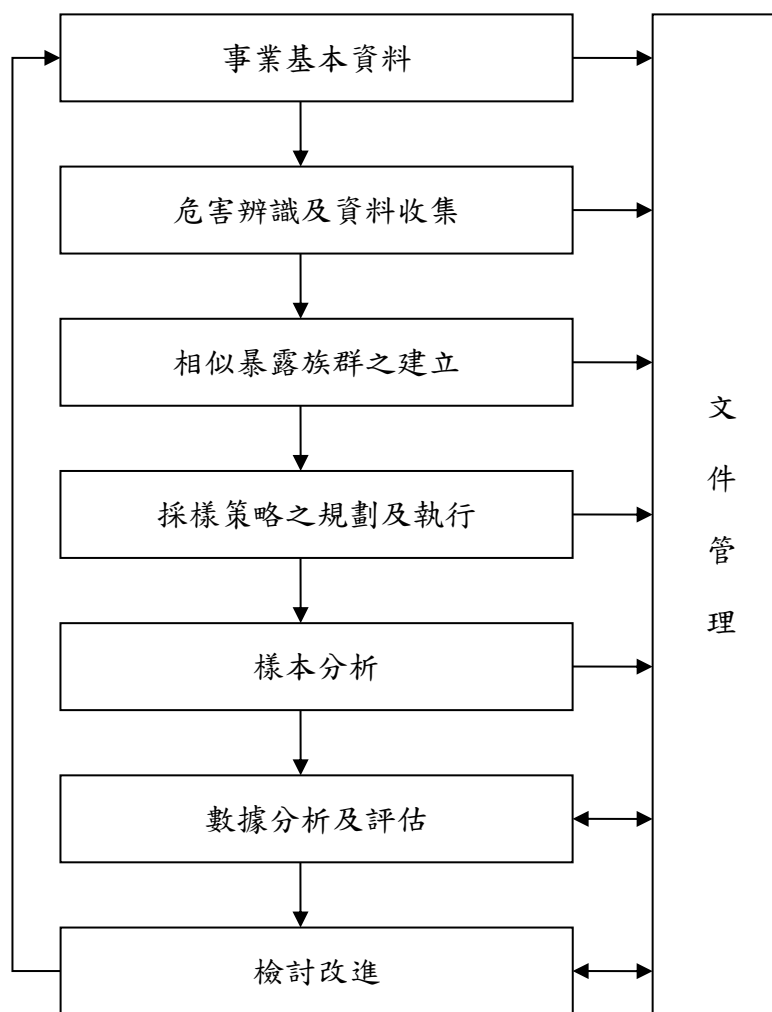 事業基本資料
危害辨識及資料收集
相似暴露族群之建立
採樣策略之規劃及執行
樣本分析
數據分析及評估
檢討改進
文件管理